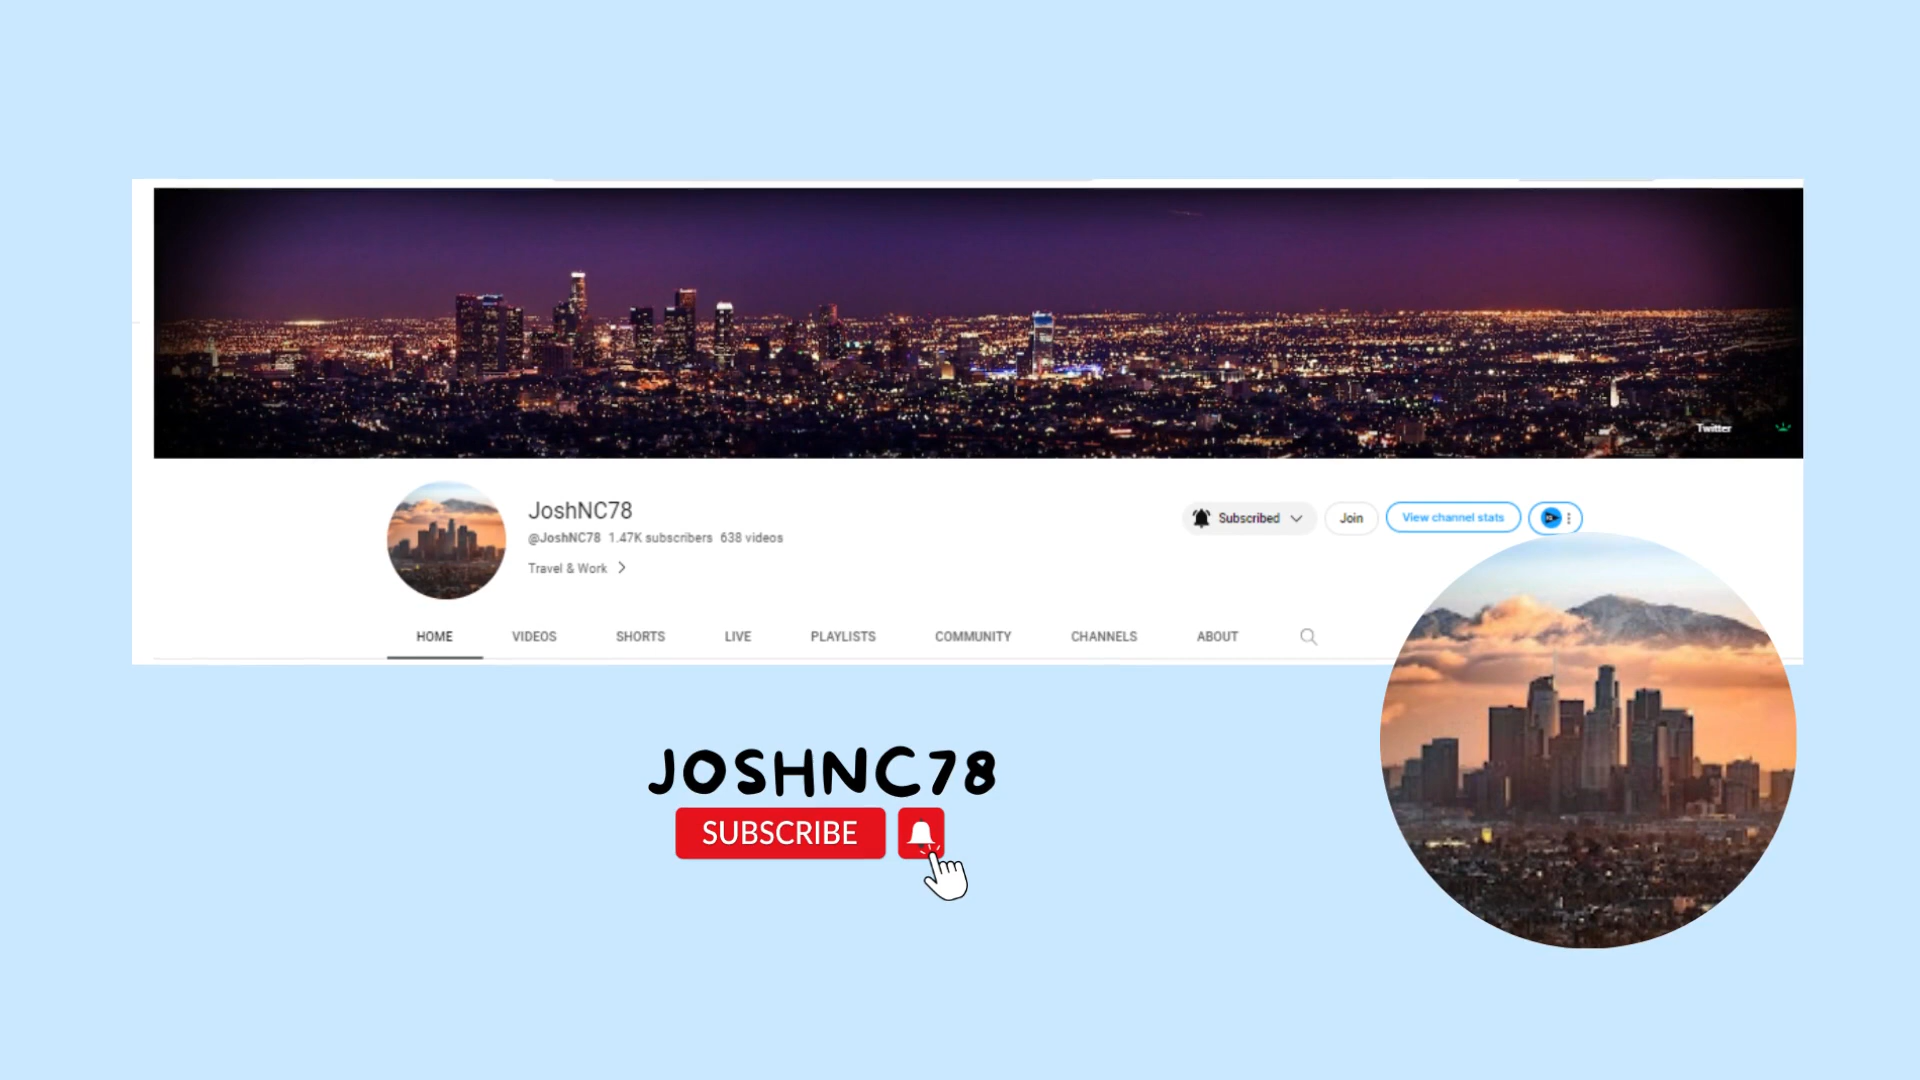 Twitter
JoshNC78
@JoshNC78 1.47K subscribers 638 videos
Travel & Work
Subscribed
Join
View channel stats
HOME VIDEOS SHORTS LIVE PLAYLISTS COMMUNITY CHANNELS ABOUT
JOSHNC78
SUBSCRIBE